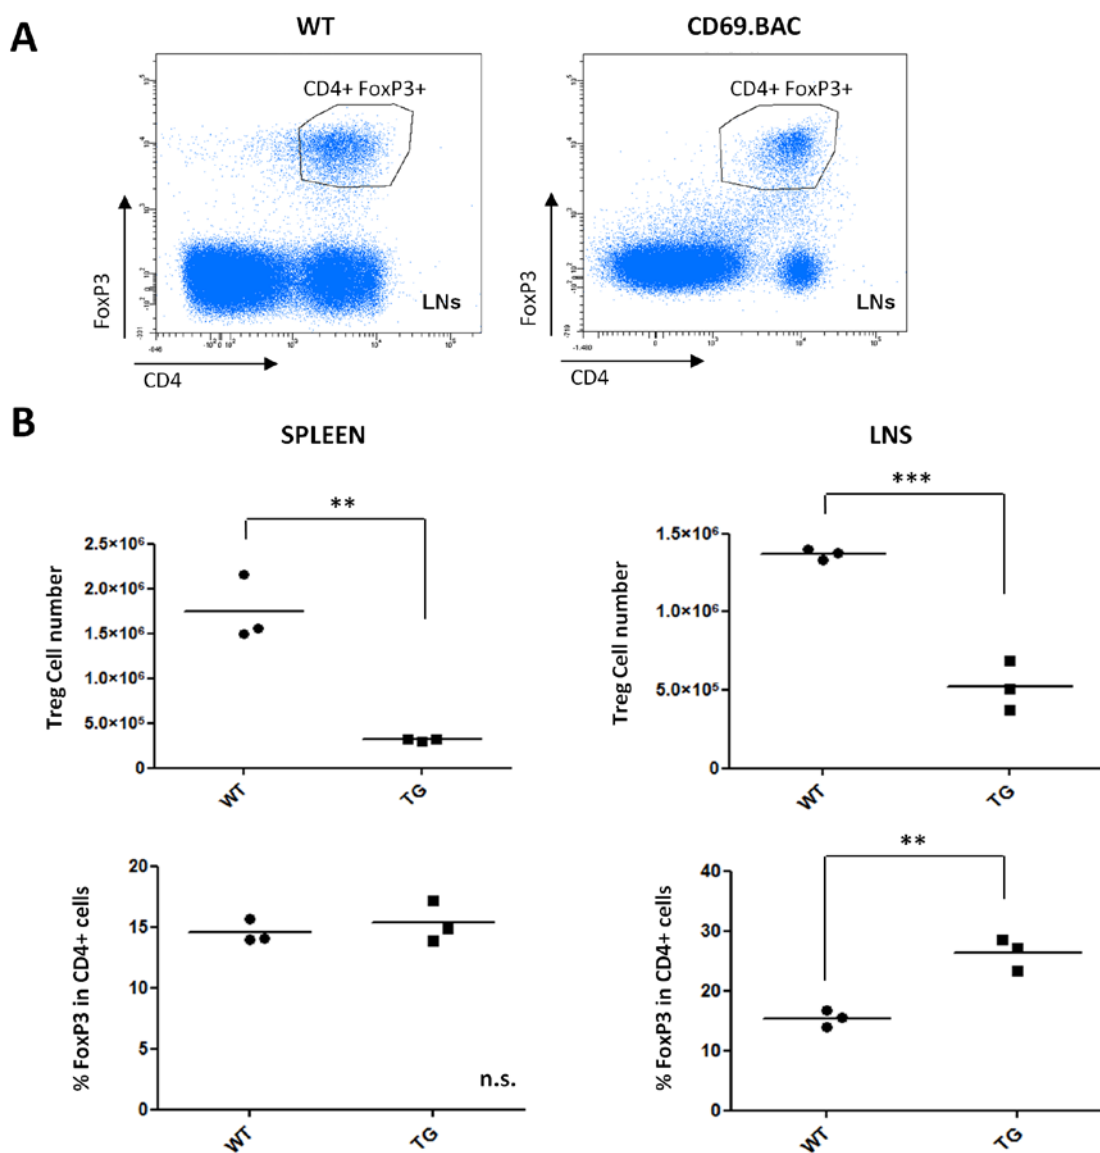 A
WT
CD69.BAC
CD4+ FoxP3+
CD4+ FoxP3+
FoxP3
FoxP3
LNs
LNs
CD4
CD4
B
SPLEEN
LNS
**
***
Treg Cell number
2.5×10⁶
2.0×10⁶
1.5×10⁶
1.0×10⁶
5.0×10⁵
0
WT
TG
Treg Cell number
1.5×10⁶
1.0×10⁶
5.0×10⁵
0
WT
TG
% FoxP3 in CD4+ cells
20
15
10
5
0
n.s.
WT
TG
**
% FoxP3 in CD4+ cells
40
30
20
10
0
WT
TG